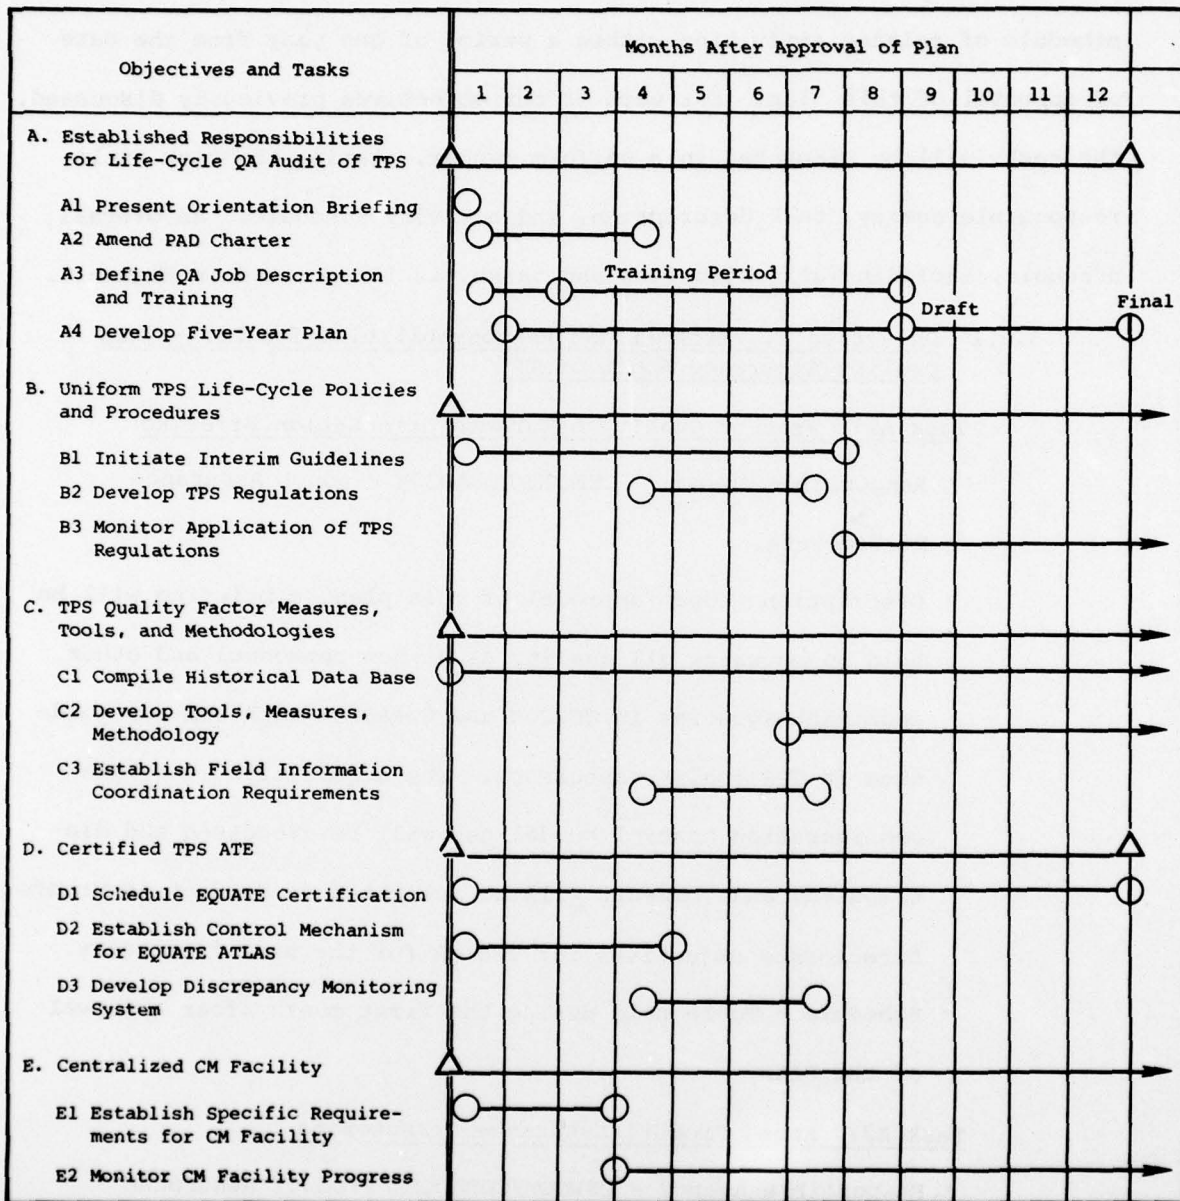 Months After Approval of Plan
Objectives and Tasks
1 2 3 4 5 6 7 8 9 10 11 12
A. Established Responsibilities
for Life-Cycle QA Audit of TPS
A1 Present Orientation Briefing
A2 Amend PAD Charter
A3 Define QA Job Description
and Training
Training Period
A4 Develop Five-Year Plan
Draft
Final
B. Uniform TPS Life-Cycle Policies
and Procedures
B1 Initiate Interim Guidelines
B2 Develop TPS Regulations
B3 Monitor Application of TPS
Regulations
C. TPS Quality Factor Measures,
Tools, and Methodologies
C1 Compile Historical Data Base
C2 Develop Tools, Measures,
Methodology
C3 Establish Field Information
Coordination Requirements
D. Certified TPS ATE
D1 Schedule EQUATE Certification
D2 Establish Control Mechanism
for EQUATE ATLAS
D3 Develop Discrepancy Monitoring
System
E. Centralized CM Facility
E1 Establish Specific Require-
ments for CM Facility
E2 Monitor CM Facility Progress